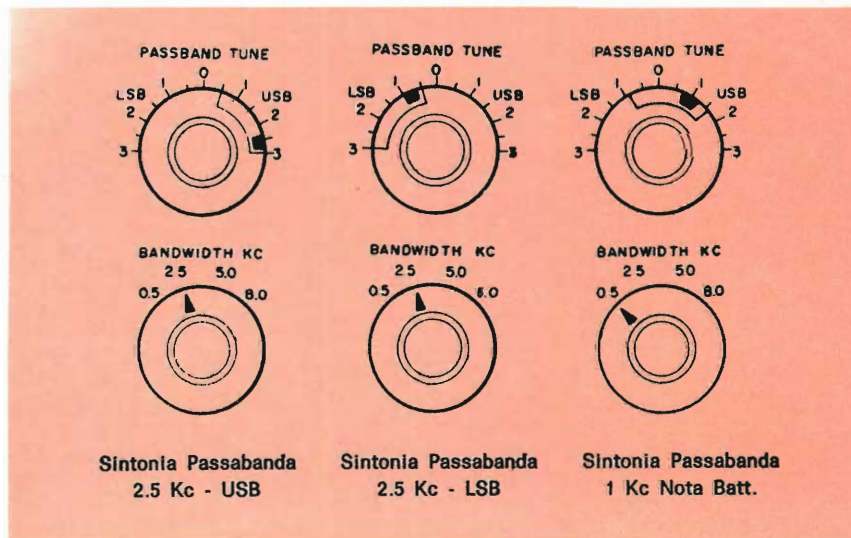 PASSBAND TUNE
0
1 1
LSB USB
2 2
3 3
BANDWIDTH KC
2 5 5.0
0.5 8.0
Sintonia Passabanda
2.5 Kc - USB
PASSBAND TUNE
0
1 1
LSB USB
2 2
3 3
BANDWIDTH KC
2.5 5.0
0.5
Sintonia Passabanda
2.5 Kc - LSB
PASSBAND TUNE
0
1 1
LSB USB
2 2
3 3
BANDWIDTH KC
2.5 50
0.5 8.0
Sintonia Passabanda
1 Kc Nota Batt.